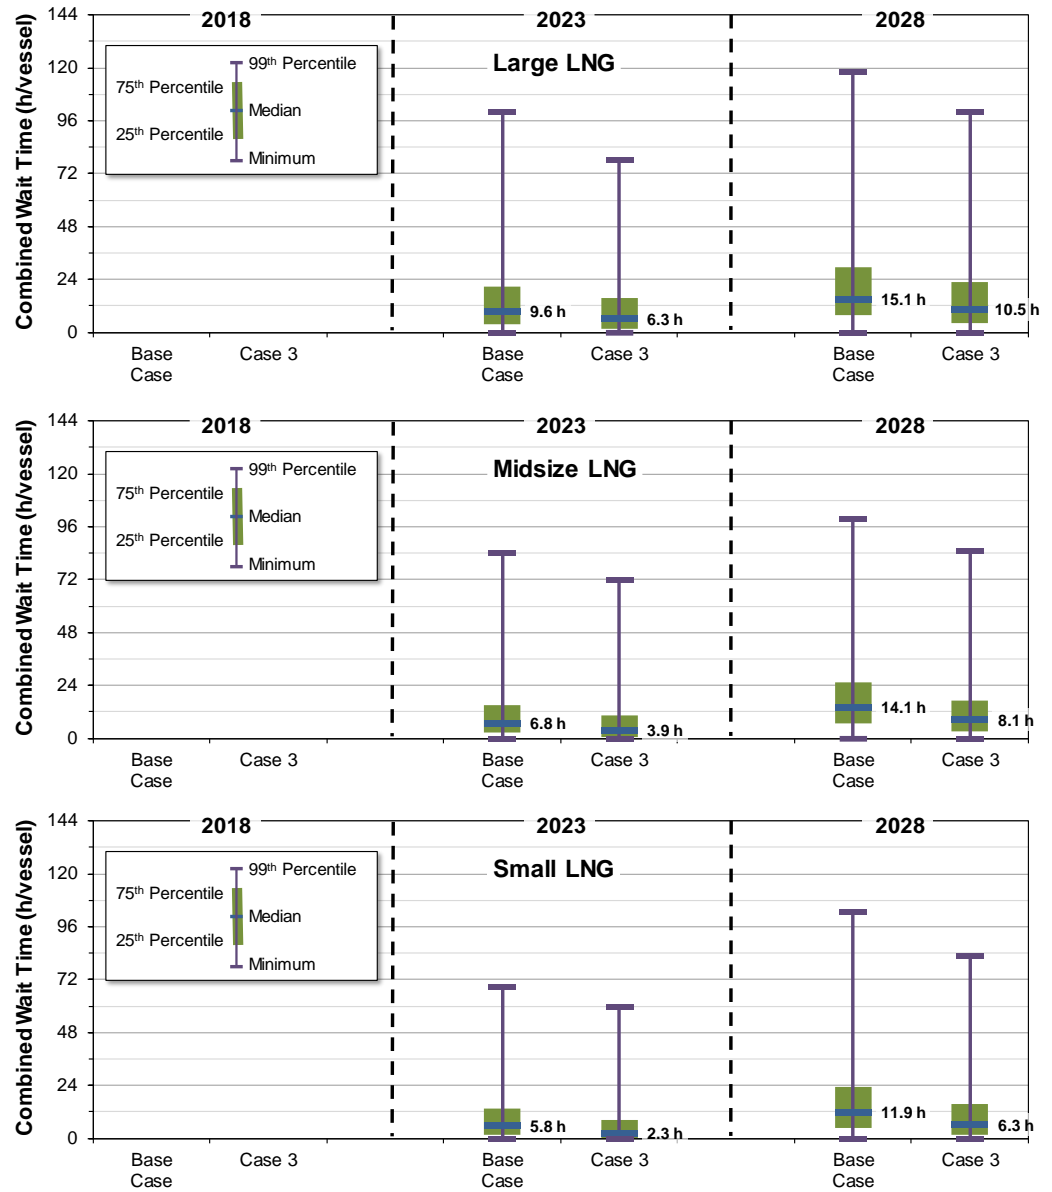 2018 2023 2028
Large LNG
Combined Wait Time (h/vessel)
144
120
96
72
48
24
0
99th Percentile
75th Percentile
Median
25th Percentile
Minimum
9.6 h
6.3 h
15.1 h
10.5 h
Base Case 3 Base Case 3 Base Case 3
Case Case Case
2018 2023 2028
Midsize LNG
Combined Wait Time (h/vessel)
144
120
96
72
48
24
0
99th Percentile
75th Percentile
Median
25th Percentile
Minimum
6.8 h
3.9 h
14.1 h
8.1 h
Base Case 3 Base Case 3 Base Case 3
Case Case Case
2018 2023 2028
Small LNG
Combined Wait Time (h/vessel)
144
120
96
72
48
24
0
99th Percentile
75th Percentile
Median
25th Percentile
Minimum
5.8 h
2.3 h
11.9 h
6.3 h
Base Case 3 Base Case 3 Base Case 3
Case Case Case